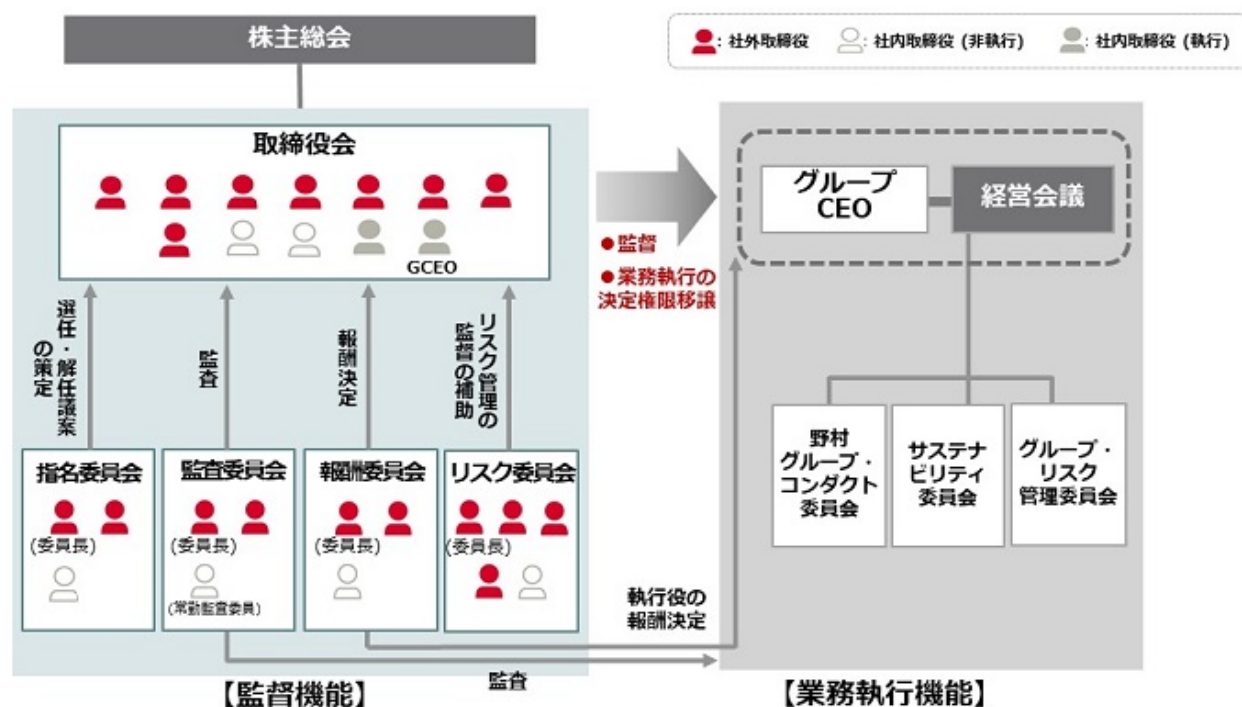 株主総会
: 社外取締役
: 社内取締役 (非執行)
: 社内取締役 (執行)
取締役会
GCEO
グループ
CEO
経営会議
●監督
●業務執行の
決定権限移譲
選任・解任議案
の策定
監査
報酬決定
リスク管理の
監督の補助
指名委員会
(委員長)
監査委員会
(委員長)
(常勤監査委員)
報酬委員会
(委員長)
リスク委員会
(委員長)
野村
グループ・
コンダクト
委員会
サステナ
ビリティ
委員会
グループ・
リスク
管理委員会
執行役の
報酬決定
監査
【監督機能】
【業務執行機能】